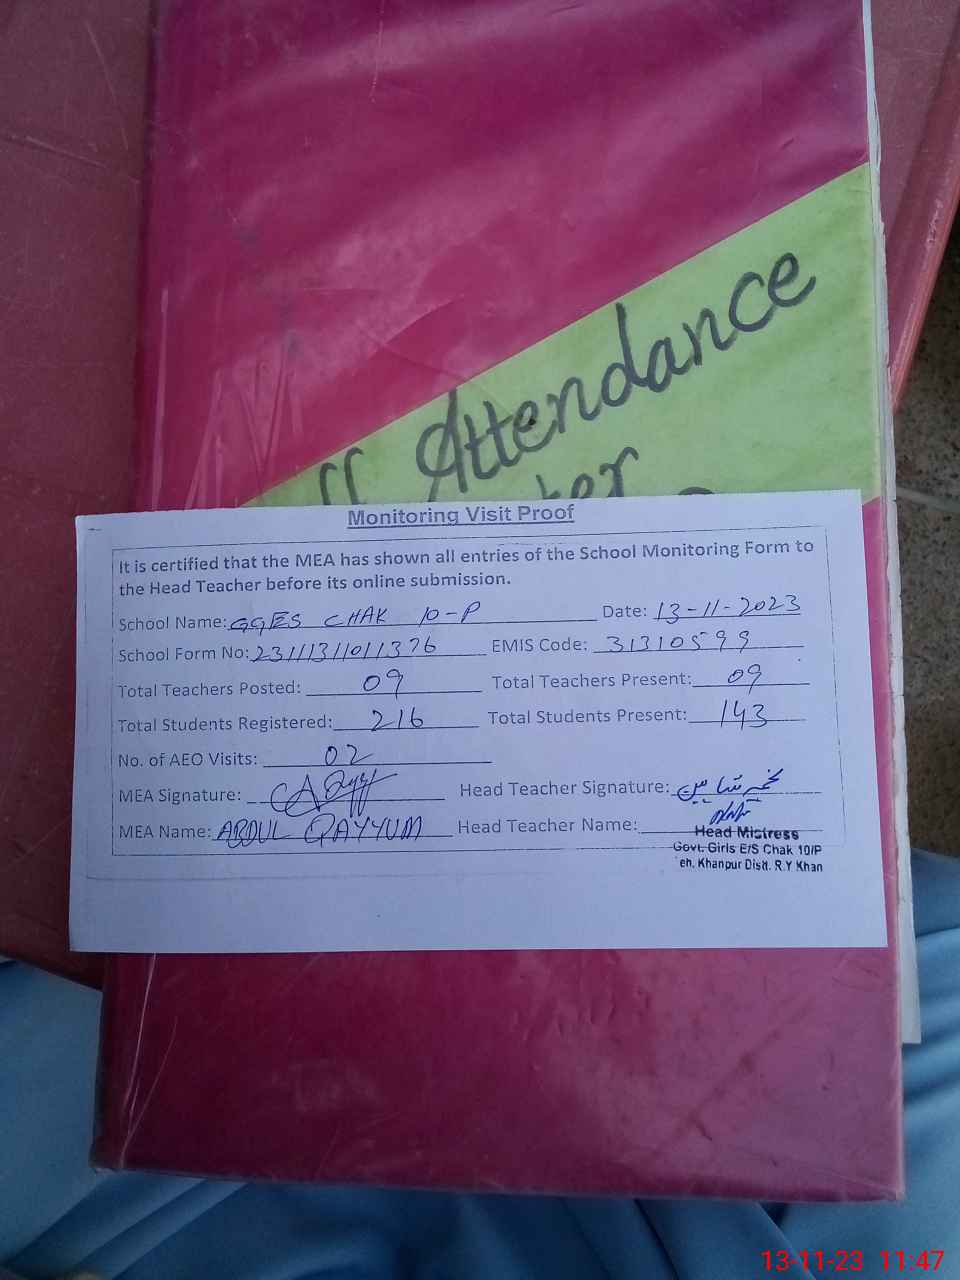 Attendance
Monitoring Visit Proof
It is certified that the MEA has shown all entries of the School Monitoring Form to
the Head Teacher before its online submission.
School Name: GGES CHAK 10-P Date: 13-11-2023
School Form No: 23111311011376 EMIS Code: 31310599
Total Teachers Posted: 09 Total Teachers Present: 09
Total Students Registered: 216 Total Students Present: 143
No. of AEO Visits: 02
MEA Signature: Head Teacher Signature:
MEA Name: ABDUL QAYYUM Head Teacher Name:
Head Mistress
Govt. Girls E/S Chak 10/P
eh. Khanpur Distt. R.Y Khan
13-11-23 11:47